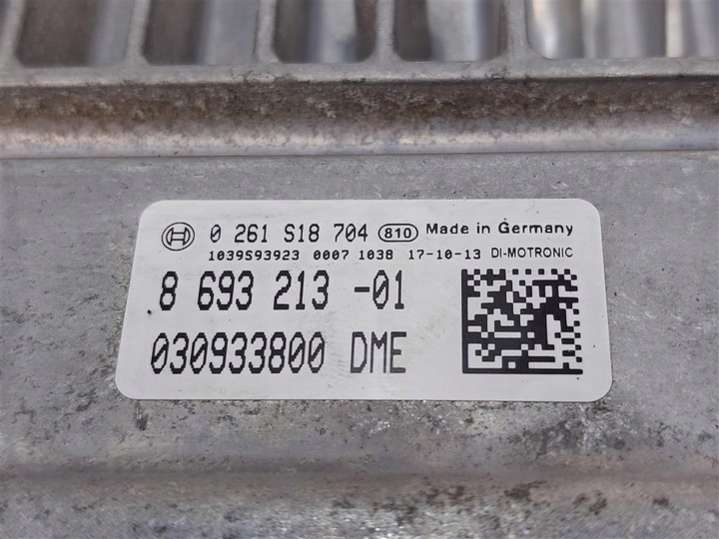 0 261 S18 704 810 Made in Germany
1039S93923 0007 1038 17-10-13 DI-MOTRONIC
8 693 213 -01
030933800 DME